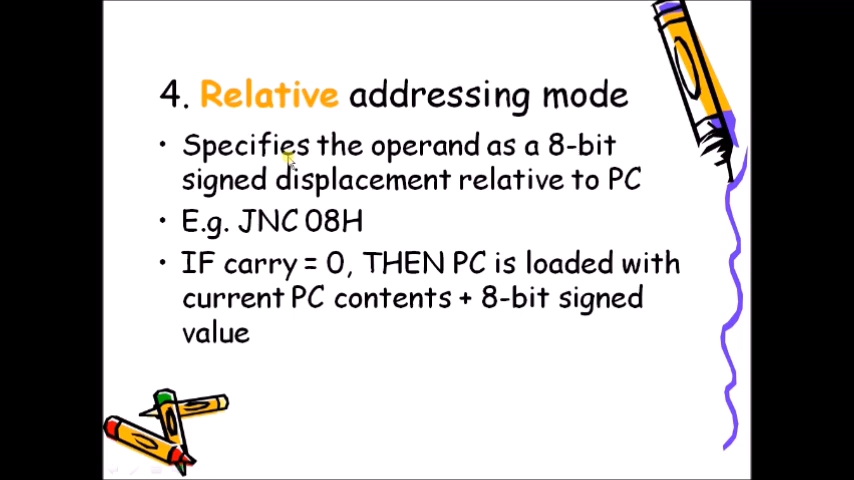 4. Relative addressing mode
• Specifies the operand as a 8-bit
signed displacement relative to PC
• E.g. JNC 08H
• IF carry = 0, THEN PC is loaded with
current PC contents + 8-bit signed
value